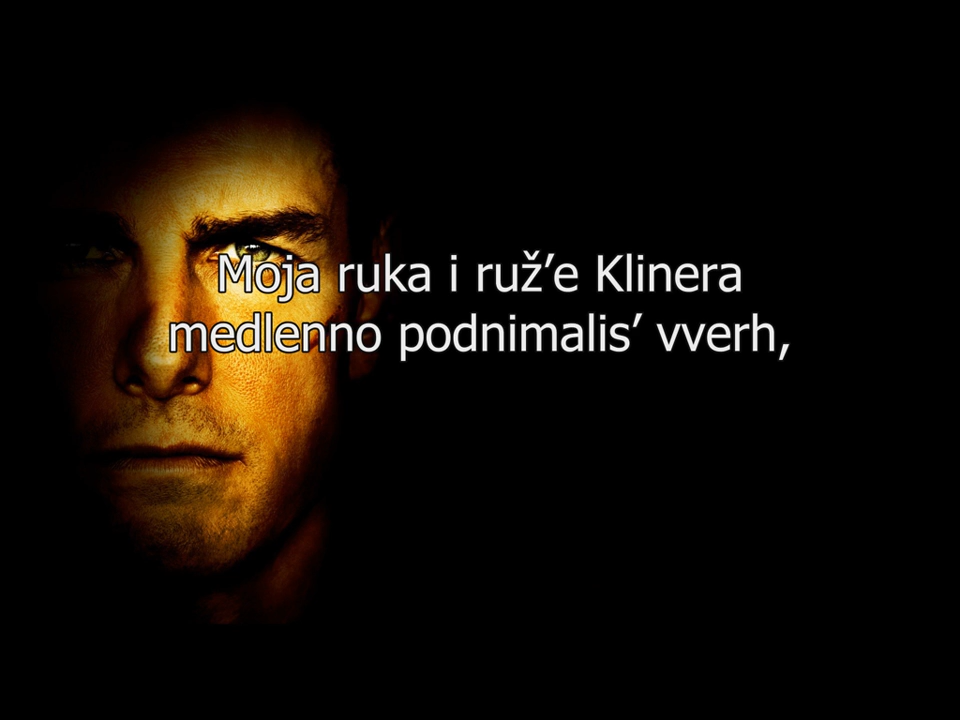 Moja ruka i ruž’e Klinera
medlenno podnimalis’ vverh,